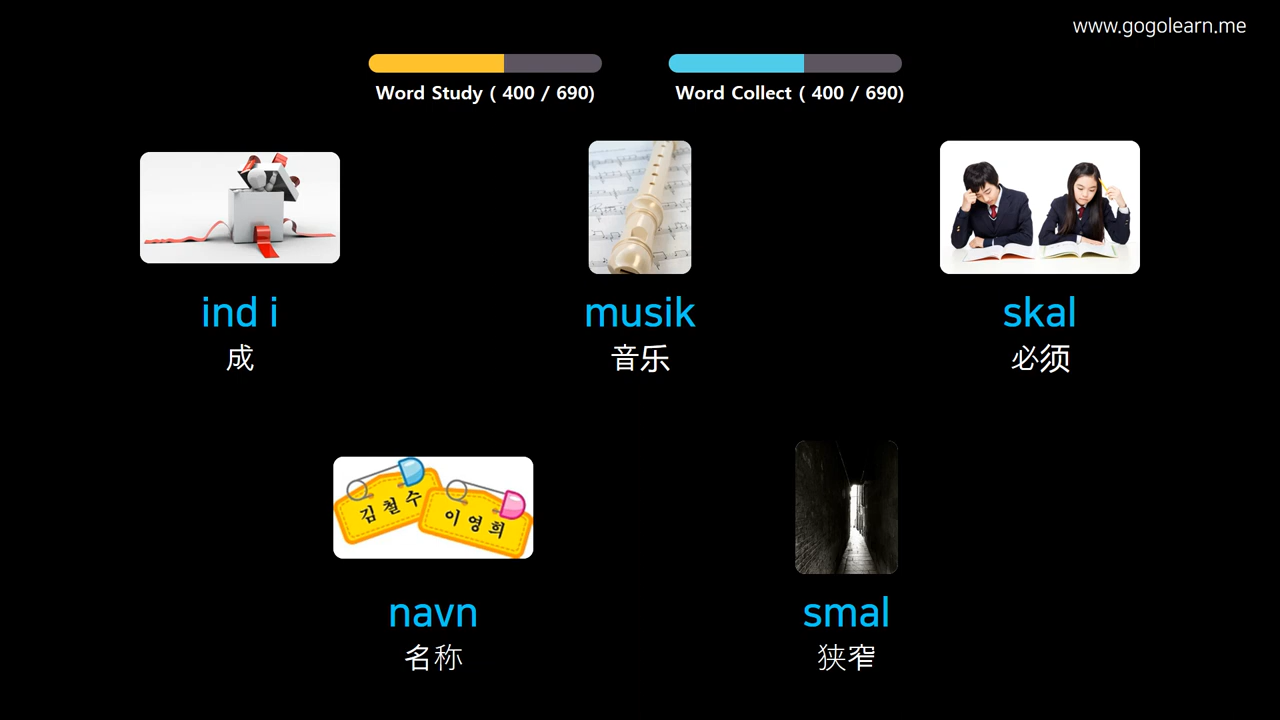 www.gogolearn.me
Word Study ( 400 / 690)
Word Collect ( 400 / 690)
ind i
成
musik
音乐
skal
必须
김철수
이영희
navn
名称
smal
狭窄